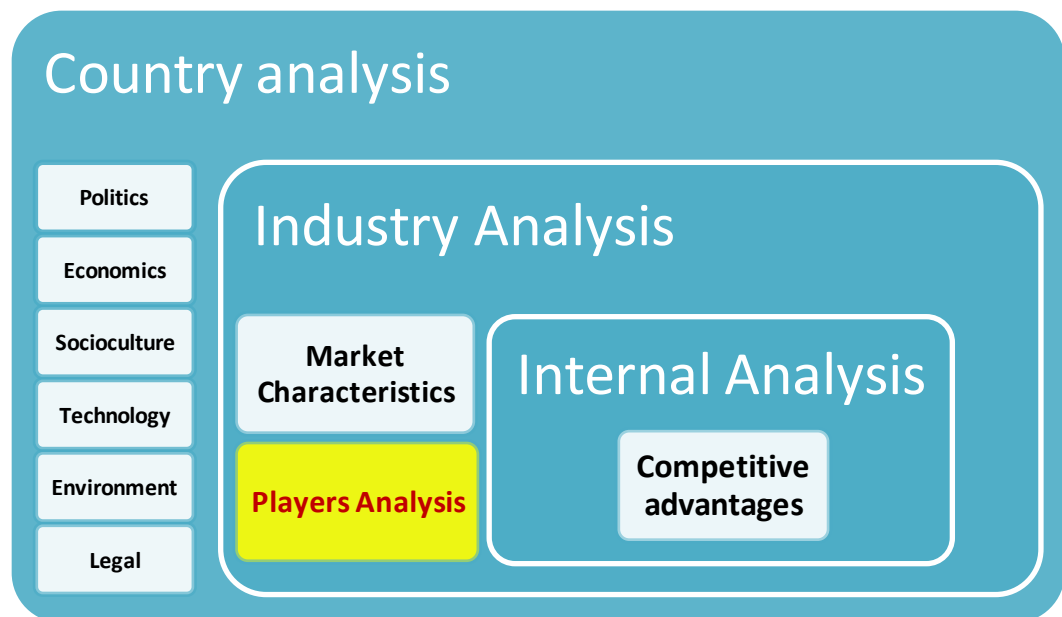 Country analysis
Politics
Economics
Socioculture
Technology
Environment
Legal
Industry Analysis
Market
Characteristics
Players Analysis
Internal Analysis
Competitive
advantages